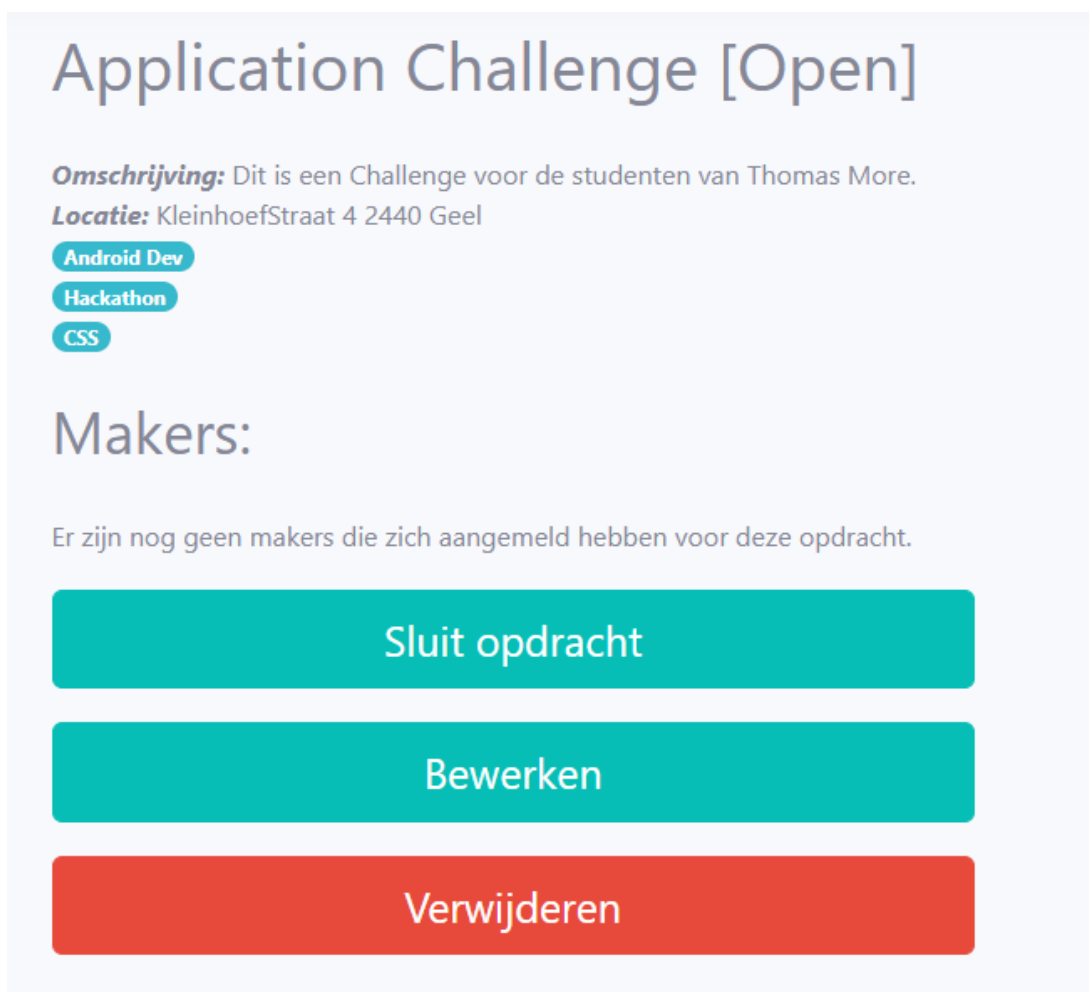 Application Challenge [Open]
Omschrijving: Dit is een Challenge voor de studenten van Thomas More.
Locatie: KleinhoefStraat 4 2440 Geel
Android Dev
Hackathon
CSS
Makers:
Er zijn nog geen makers die zich aangemeld hebben voor deze opdracht.
Sluit opdracht
Bewerken
Verwijderen